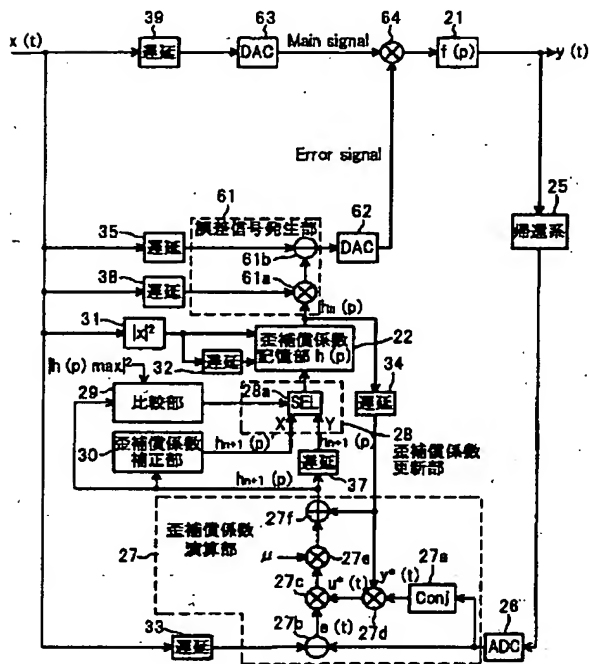 39
63
64
21
x (t)
遅延
DAC
Main signal
f (p)
y (t)
Error signal
25
帰還系
61
誤差信号発生部
62
35
遅延
61b
DAC
38
遅延
61a
hn (p)
31
|x|²
歪補償係数
記憶部 h (p)
22
32
遅延
|h (p) max|²
29
比較部
28a
SEL
34
遅延
X
Y
28
歪補償係数
更新部
30
歪補償係数
補正部
hn+1 (p)'
hn+1 (p)
遅延
37
hn+1 (p)
27f
歪補償係数
演算部
27
μ
27e
u* (t)
y* (t)
27a
Conj
27c
27d
26
33
遅延
27b
e (t)
ADC